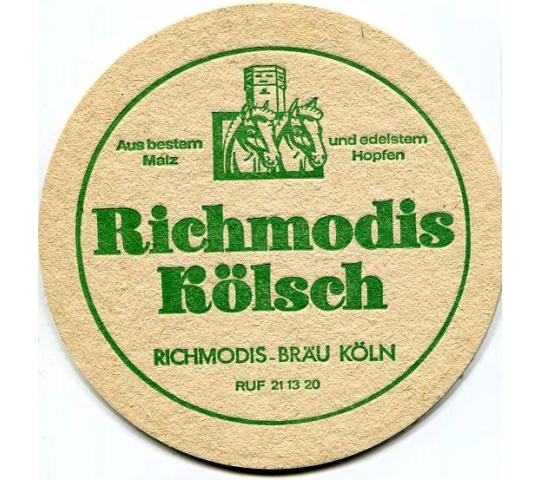 Aus bestem
Malz
und edelstem
Hopfen
Richmodis
Kölsch
RICHMODIS-BRÄU KÖLN
RUF 21 13 20